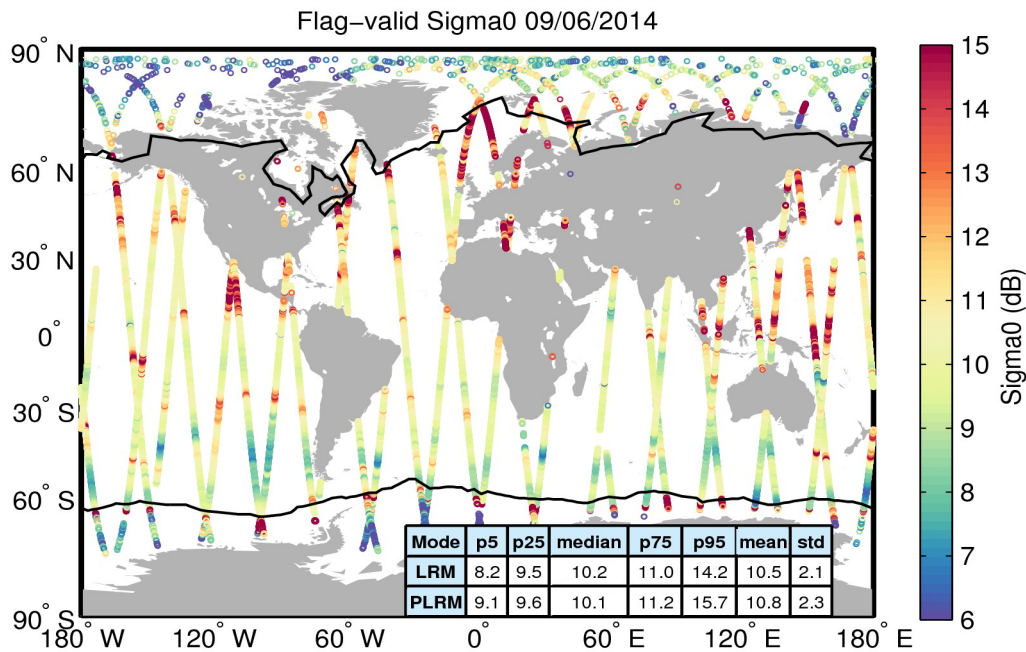 Flag−valid Sigma0 09/06/2014
90° N
60° N
30° N
0°
30° S
60° S
90° S
180° W
120° W
60° W
0°
60° E
120° E
180° E
Mode p5 p25 median p75 p95 mean std
LRM 8.2 9.5 10.2 11.0 14.2 10.5 2.1
PLRM 9.1 9.6 10.1 11.2 15.7 10.8 2.3
15
14
13
12
11
10
9
8
7
6
Sigma0 (dB)